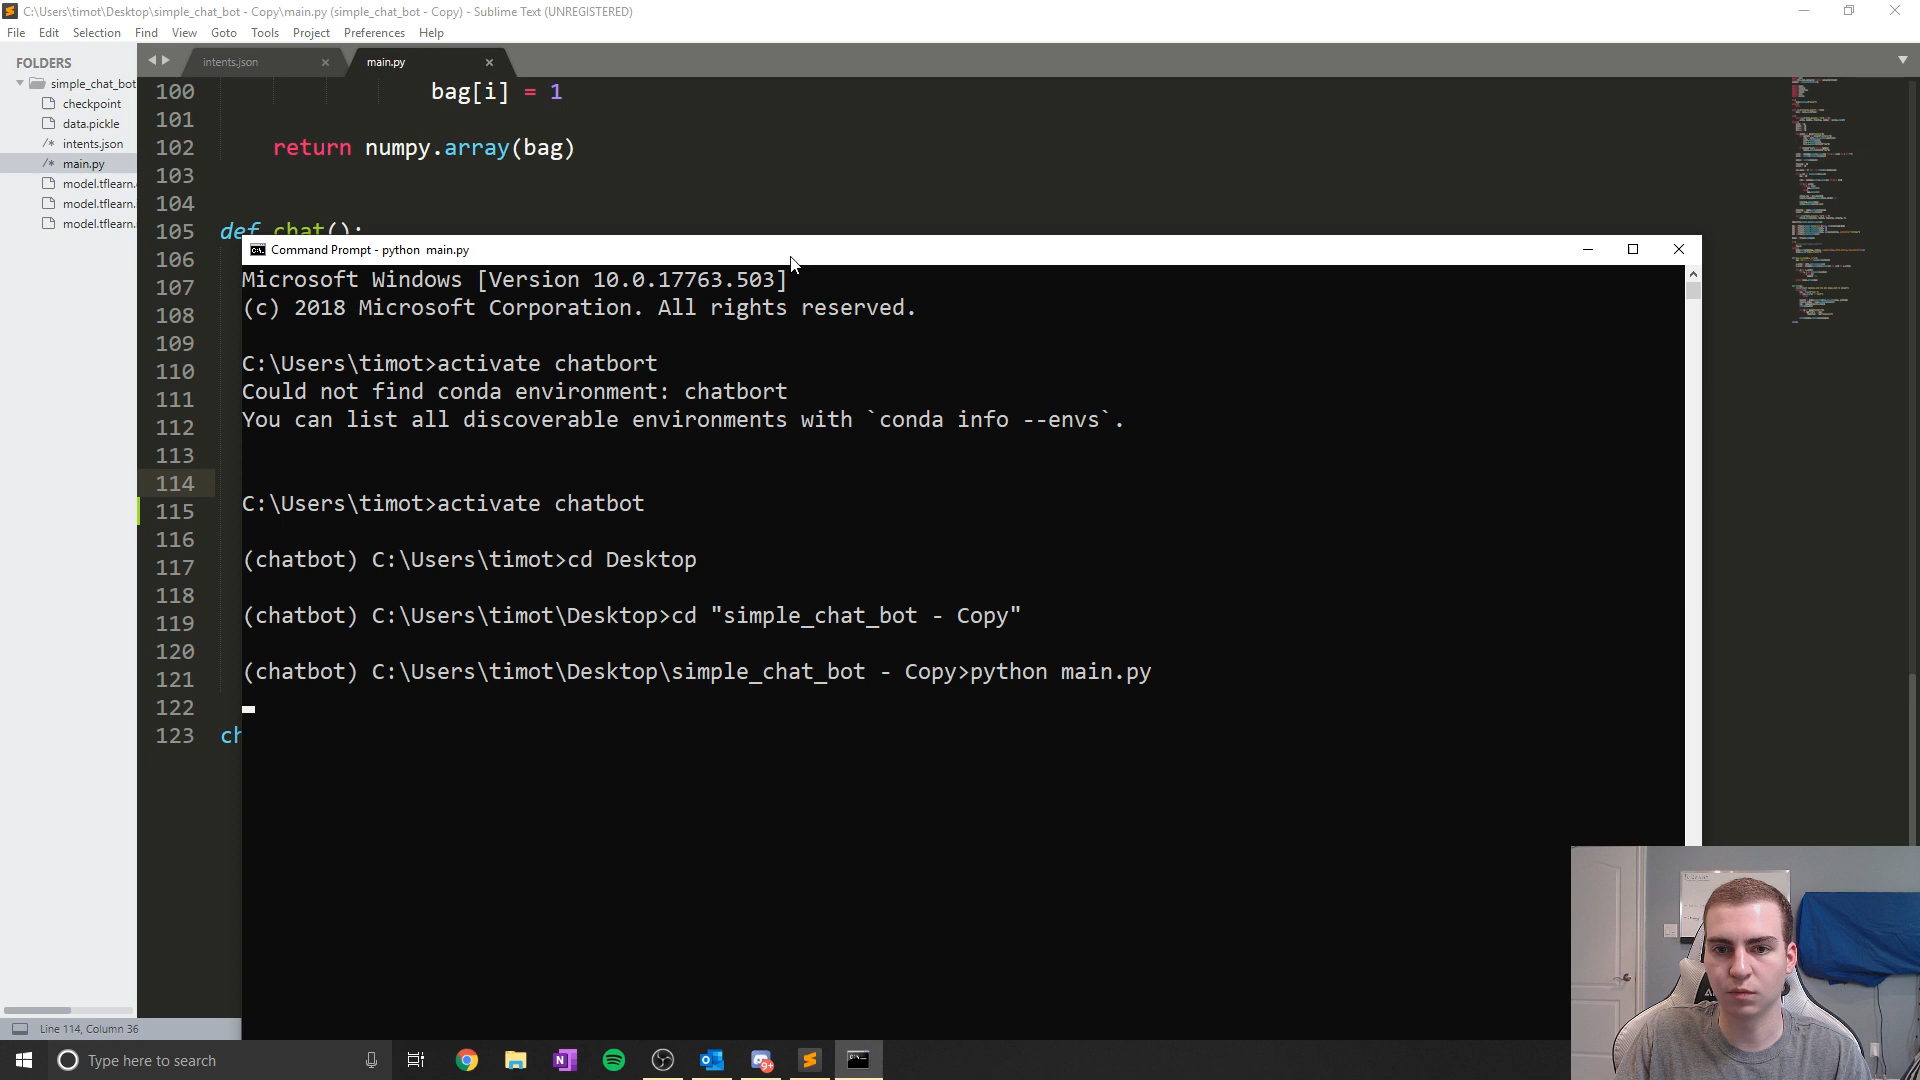 C:\Users\timot\Desktop\simple_chat_bot - Copy\main.py (simple_chat_bot - Copy) - Sublime Text (UNREGISTERED)
File Edit Selection Find View Goto Tools Project Preferences Help
FOLDERS
simple_chat_bot
checkpoint
data.pickle
/* intents.json
/* main.py
model.tflearn.
model.tflearn.
model.tflearn.
intents.json
main.py
100 bag[i] = 1
101
102 return numpy.array(bag)
103
104
105 def chat():
106
107
108
109
110
111
112
113
114
115
116
117
118
119
120
121
122
123 ch
Command Prompt - python main.py
Microsoft Windows [Version 10.0.17763.503]
(c) 2018 Microsoft Corporation. All rights reserved.
C:\Users\timot>activate chatbort
Could not find conda environment: chatbort
You can list all discoverable environments with `conda info --envs`.
C:\Users\timot>activate chatbot
(chatbot) C:\Users\timot>cd Desktop
(chatbot) C:\Users\timot\Desktop>cd "simple_chat_bot - Copy"
(chatbot) C:\Users\timot\Desktop\simple_chat_bot - Copy>python main.py
Line 114, Column 36
Type here to search
9+